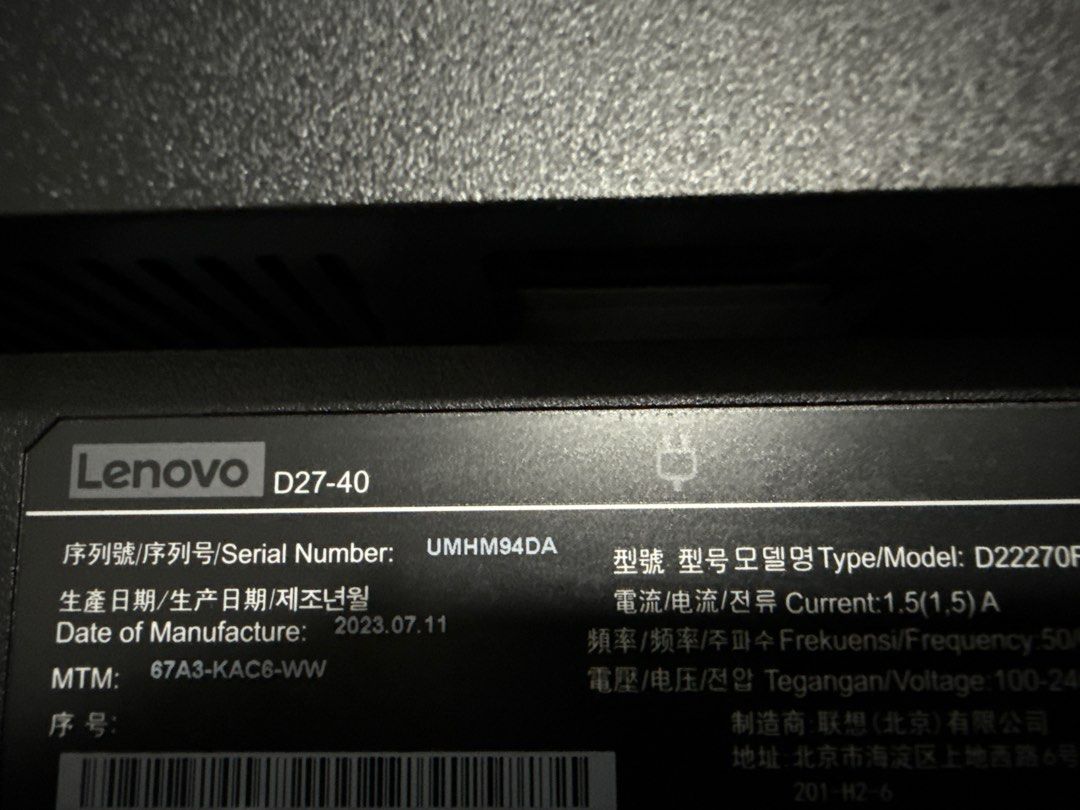 Lenovo D27-40
序列號/序列号/Serial Number: UMHM94DA
生產日期/生产日期/제조년월
Date of Manufacture: 2023.07.11
MTM: 67A3-KAC6-WW
序 号:
型號 型号 모델명 Type/Model: D22270F
電流/电流/전류 Current:1.5(1,5) A
頻率/频率/주파수 Frekuensi/Frequency:50/
電壓/电压/전압 Tegangan/Voltage:100-24
制造商:联想(北京)有限公司
地址:北京市海淀区上地西路6号
201-H2-6